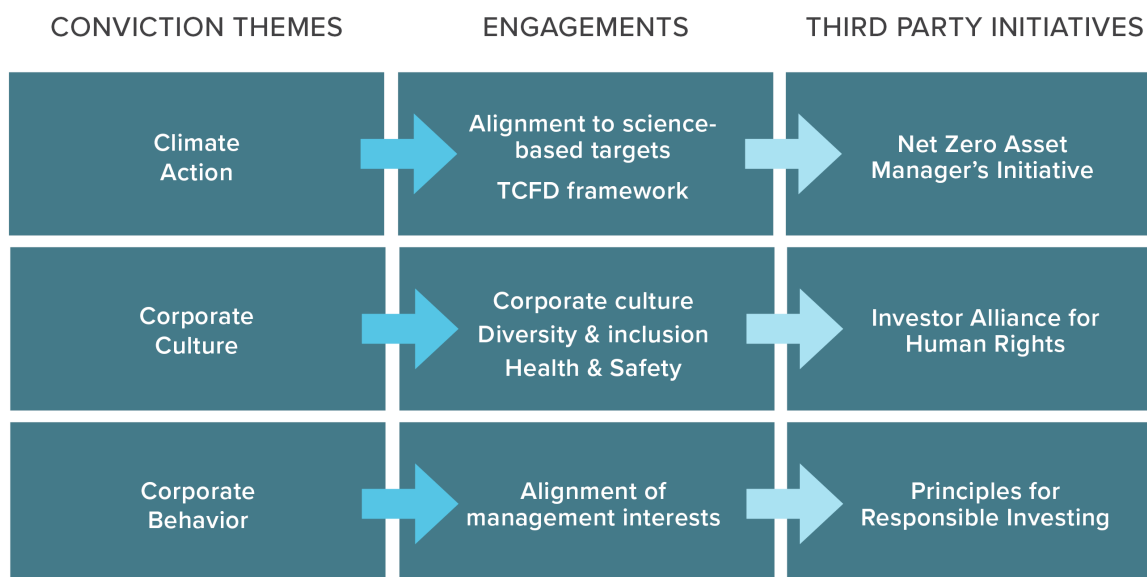 CONVICTION THEMES
ENGAGEMENTS
THIRD PARTY INITIATIVES
Climate
Action
Alignment to science-
based targets
TCFD framework
Net Zero Asset
Manager's Initiative
Corporate
Culture
Corporate culture
Diversity & inclusion
Health & Safety
Investor Alliance for
Human Rights
Corporate
Behavior
Alignment of
management interests
Principles for
Responsible Investing